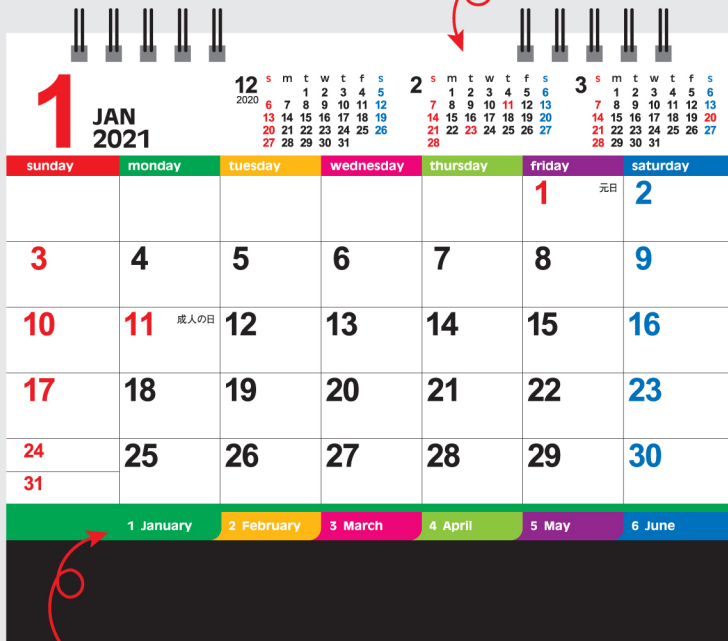 1 JAN 2021
12 2020
s m t w t f s
1 2 3 4 5
6 7 8 9 10 11 12
13 14 15 16 17 18 19
20 21 22 23 24 25 26
27 28 29 30 31
2
s m t w t f s
1 2 3 4 5 6
7 8 9 10 11 12 13
14 15 16 17 18 19 20
21 22 23 24 25 26 27
28
3
s m t w t f s
1 2 3 4 5 6
7 8 9 10 11 12 13
14 15 16 17 18 19 20
21 22 23 24 25 26 27
28 29 30 31
sunday monday tuesday wednesday thursday friday saturday
1 元日 2
3 4 5 6 7 8 9
10 11 成人の日 12 13 14 15 16
17 18 19 20 21 22 23
24 25 26 27 28 29 30
31
1 January 2 February 3 March 4 April 5 May 6 June